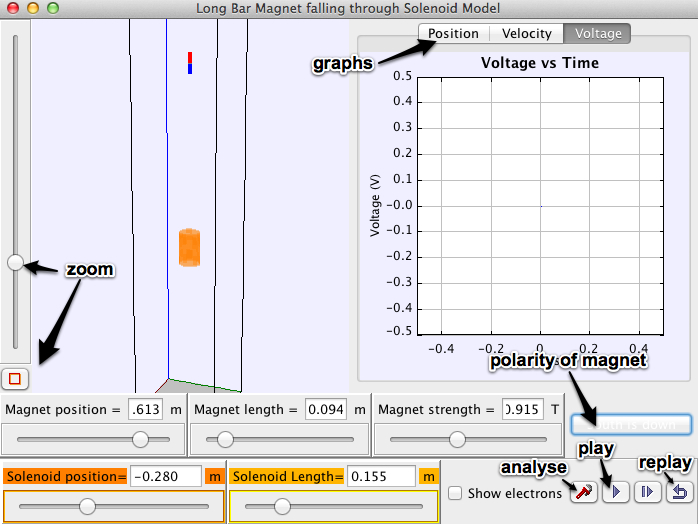 Long Bar Magnet falling through Solenoid Model
Position Velocity Voltage
graphs
Voltage vs Time
0.5
0.4
0.3
0.2
0.1
-0.0
-0.1
-0.2
-0.3
-0.4
-0.5
Voltage (V)
-0.4 -0.2 0.2 0.4
zoom
polarity of magnet
Magnet position = .613 m
Magnet length = 0.094 m
Magnet strength = 0.915 T
is down
play
analyse
replay
Solenoid position= -0.280 m
Solenoid Length= 0.155 m
Show electrons